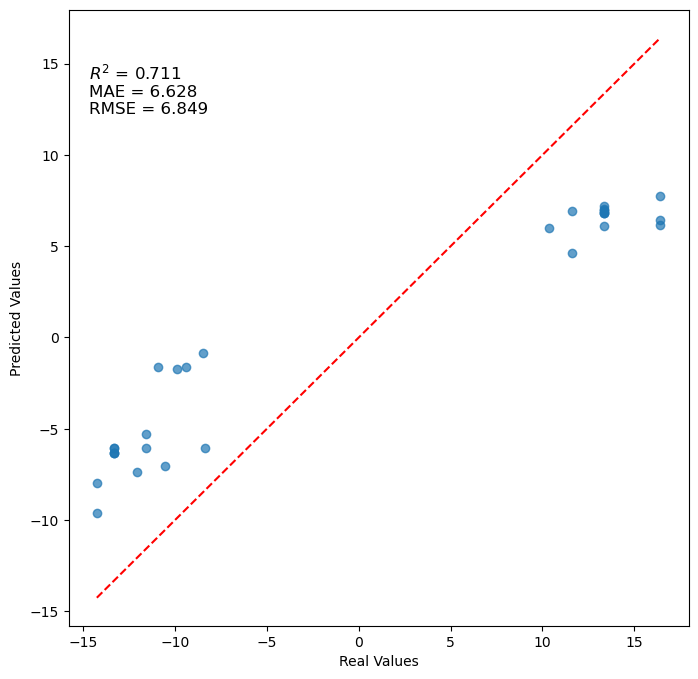 R² = 0.711
MAE = 6.628
RMSE = 6.849
Predicted Values
15
10
5
0
−5
−10
−15
−15
−10
−5
0
5
10
15
Real Values